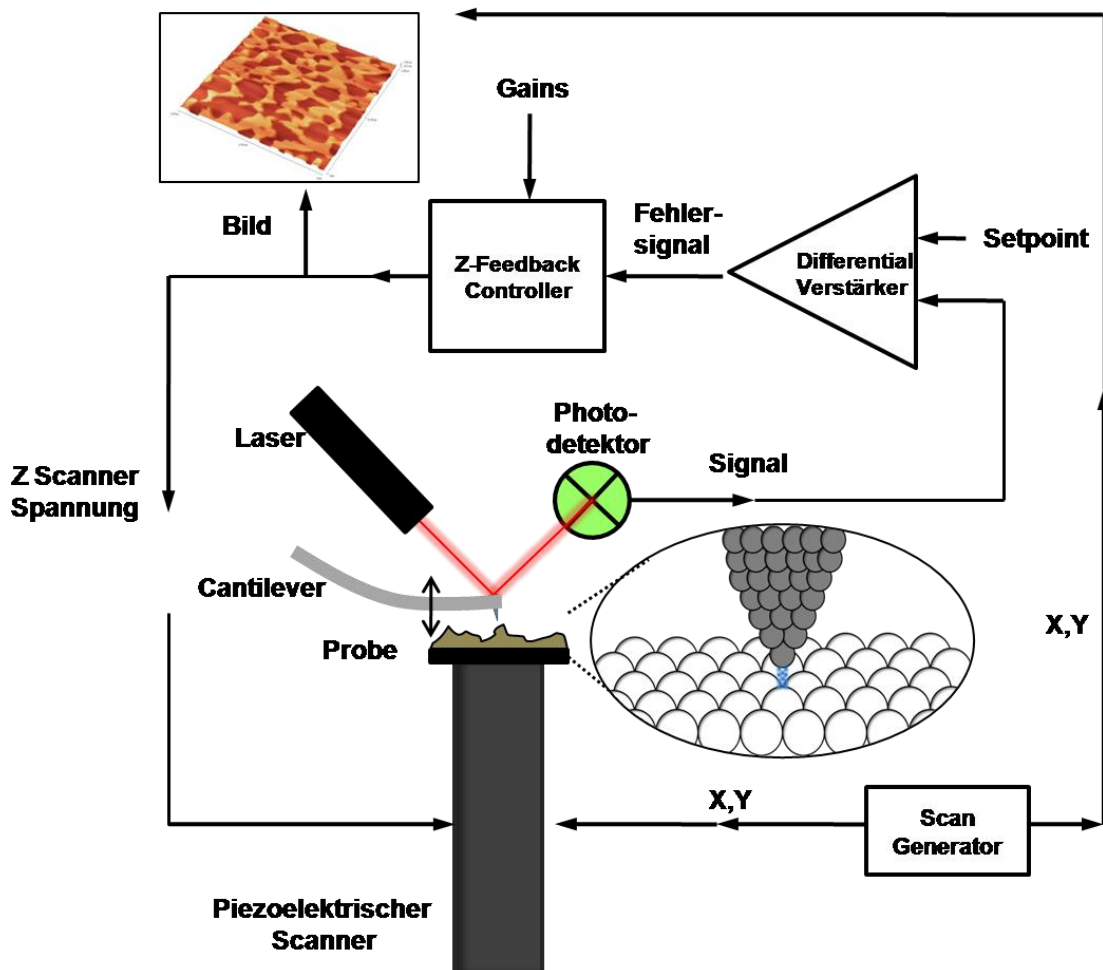 Gains
Bild
Fehler-
signal
Z-Feedback
Controller
Differential
Verstärker
Setpoint
Laser
Photo-
detektor
Signal
Z Scanner
Spannung
Cantilever
Probe
X,Y
X,Y
Scan
Generator
Piezoelektrischer
Scanner